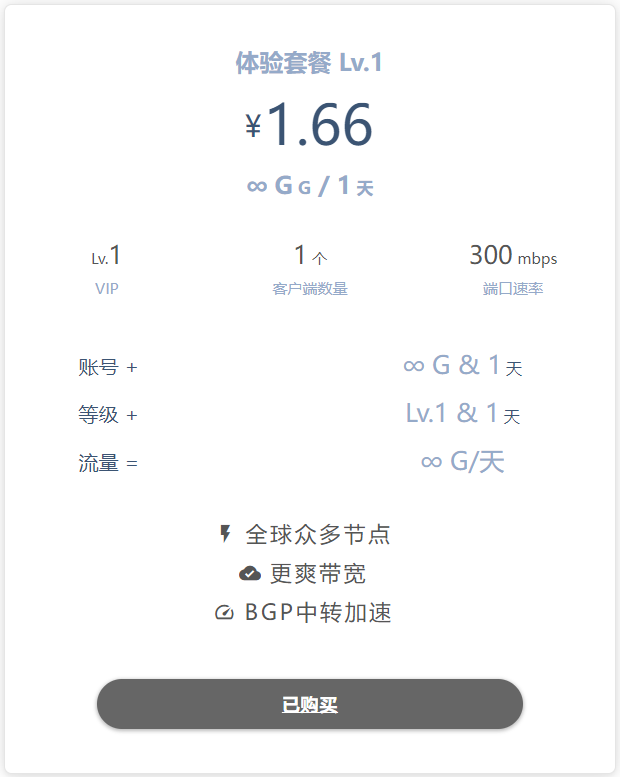 体验套餐 Lv.1
¥1.66
∞ G G / 1 天
Lv.1 1 个 300 mbps
VIP 客户端数量 端口速率
账号 + ∞ G & 1 天
等级 + Lv.1 & 1 天
流量 = ∞ G/天
全球众多节点
更爽带宽
BGP中转加速
已购买